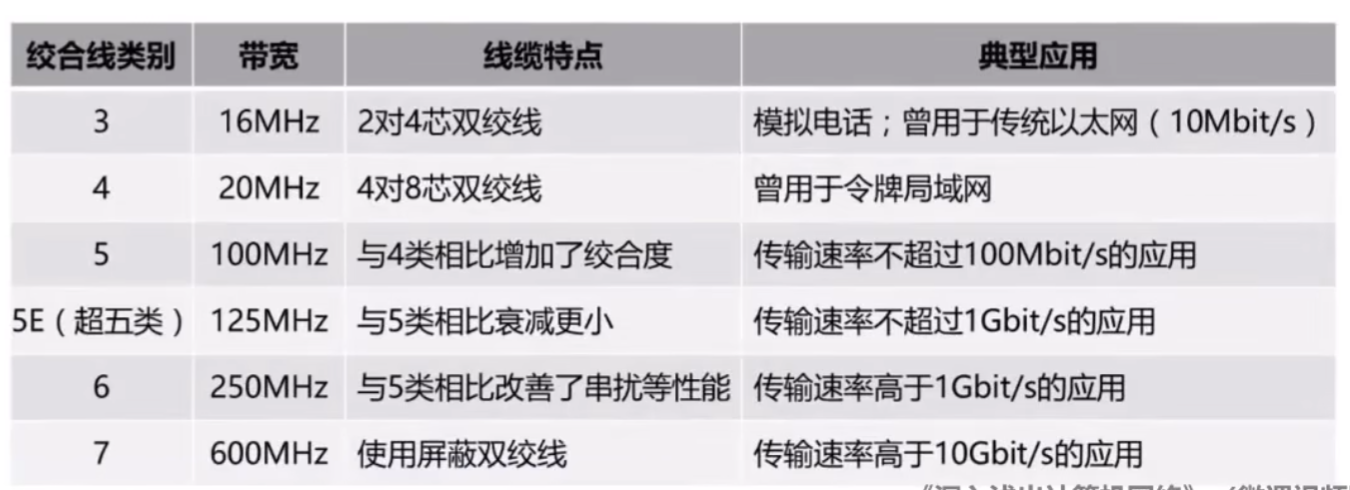 绞合线类别 带宽 线缆特点 典型应用
3 16MHz 2对4芯双绞线 模拟电话；曾用于传统以太网（10Mbit/s）
4 20MHz 4对8芯双绞线 曾用于令牌局域网
5 100MHz 与4类相比增加了绞合度 传输速率不超过100Mbit/s的应用
5E（超五类） 125MHz 与5类相比衰减更小 传输速率不超过1Gbit/s的应用
6 250MHz 与5类相比改善了串扰等性能 传输速率高于1Gbit/s的应用
7 600MHz 使用屏蔽双绞线 传输速率高于10Gbit/s的应用